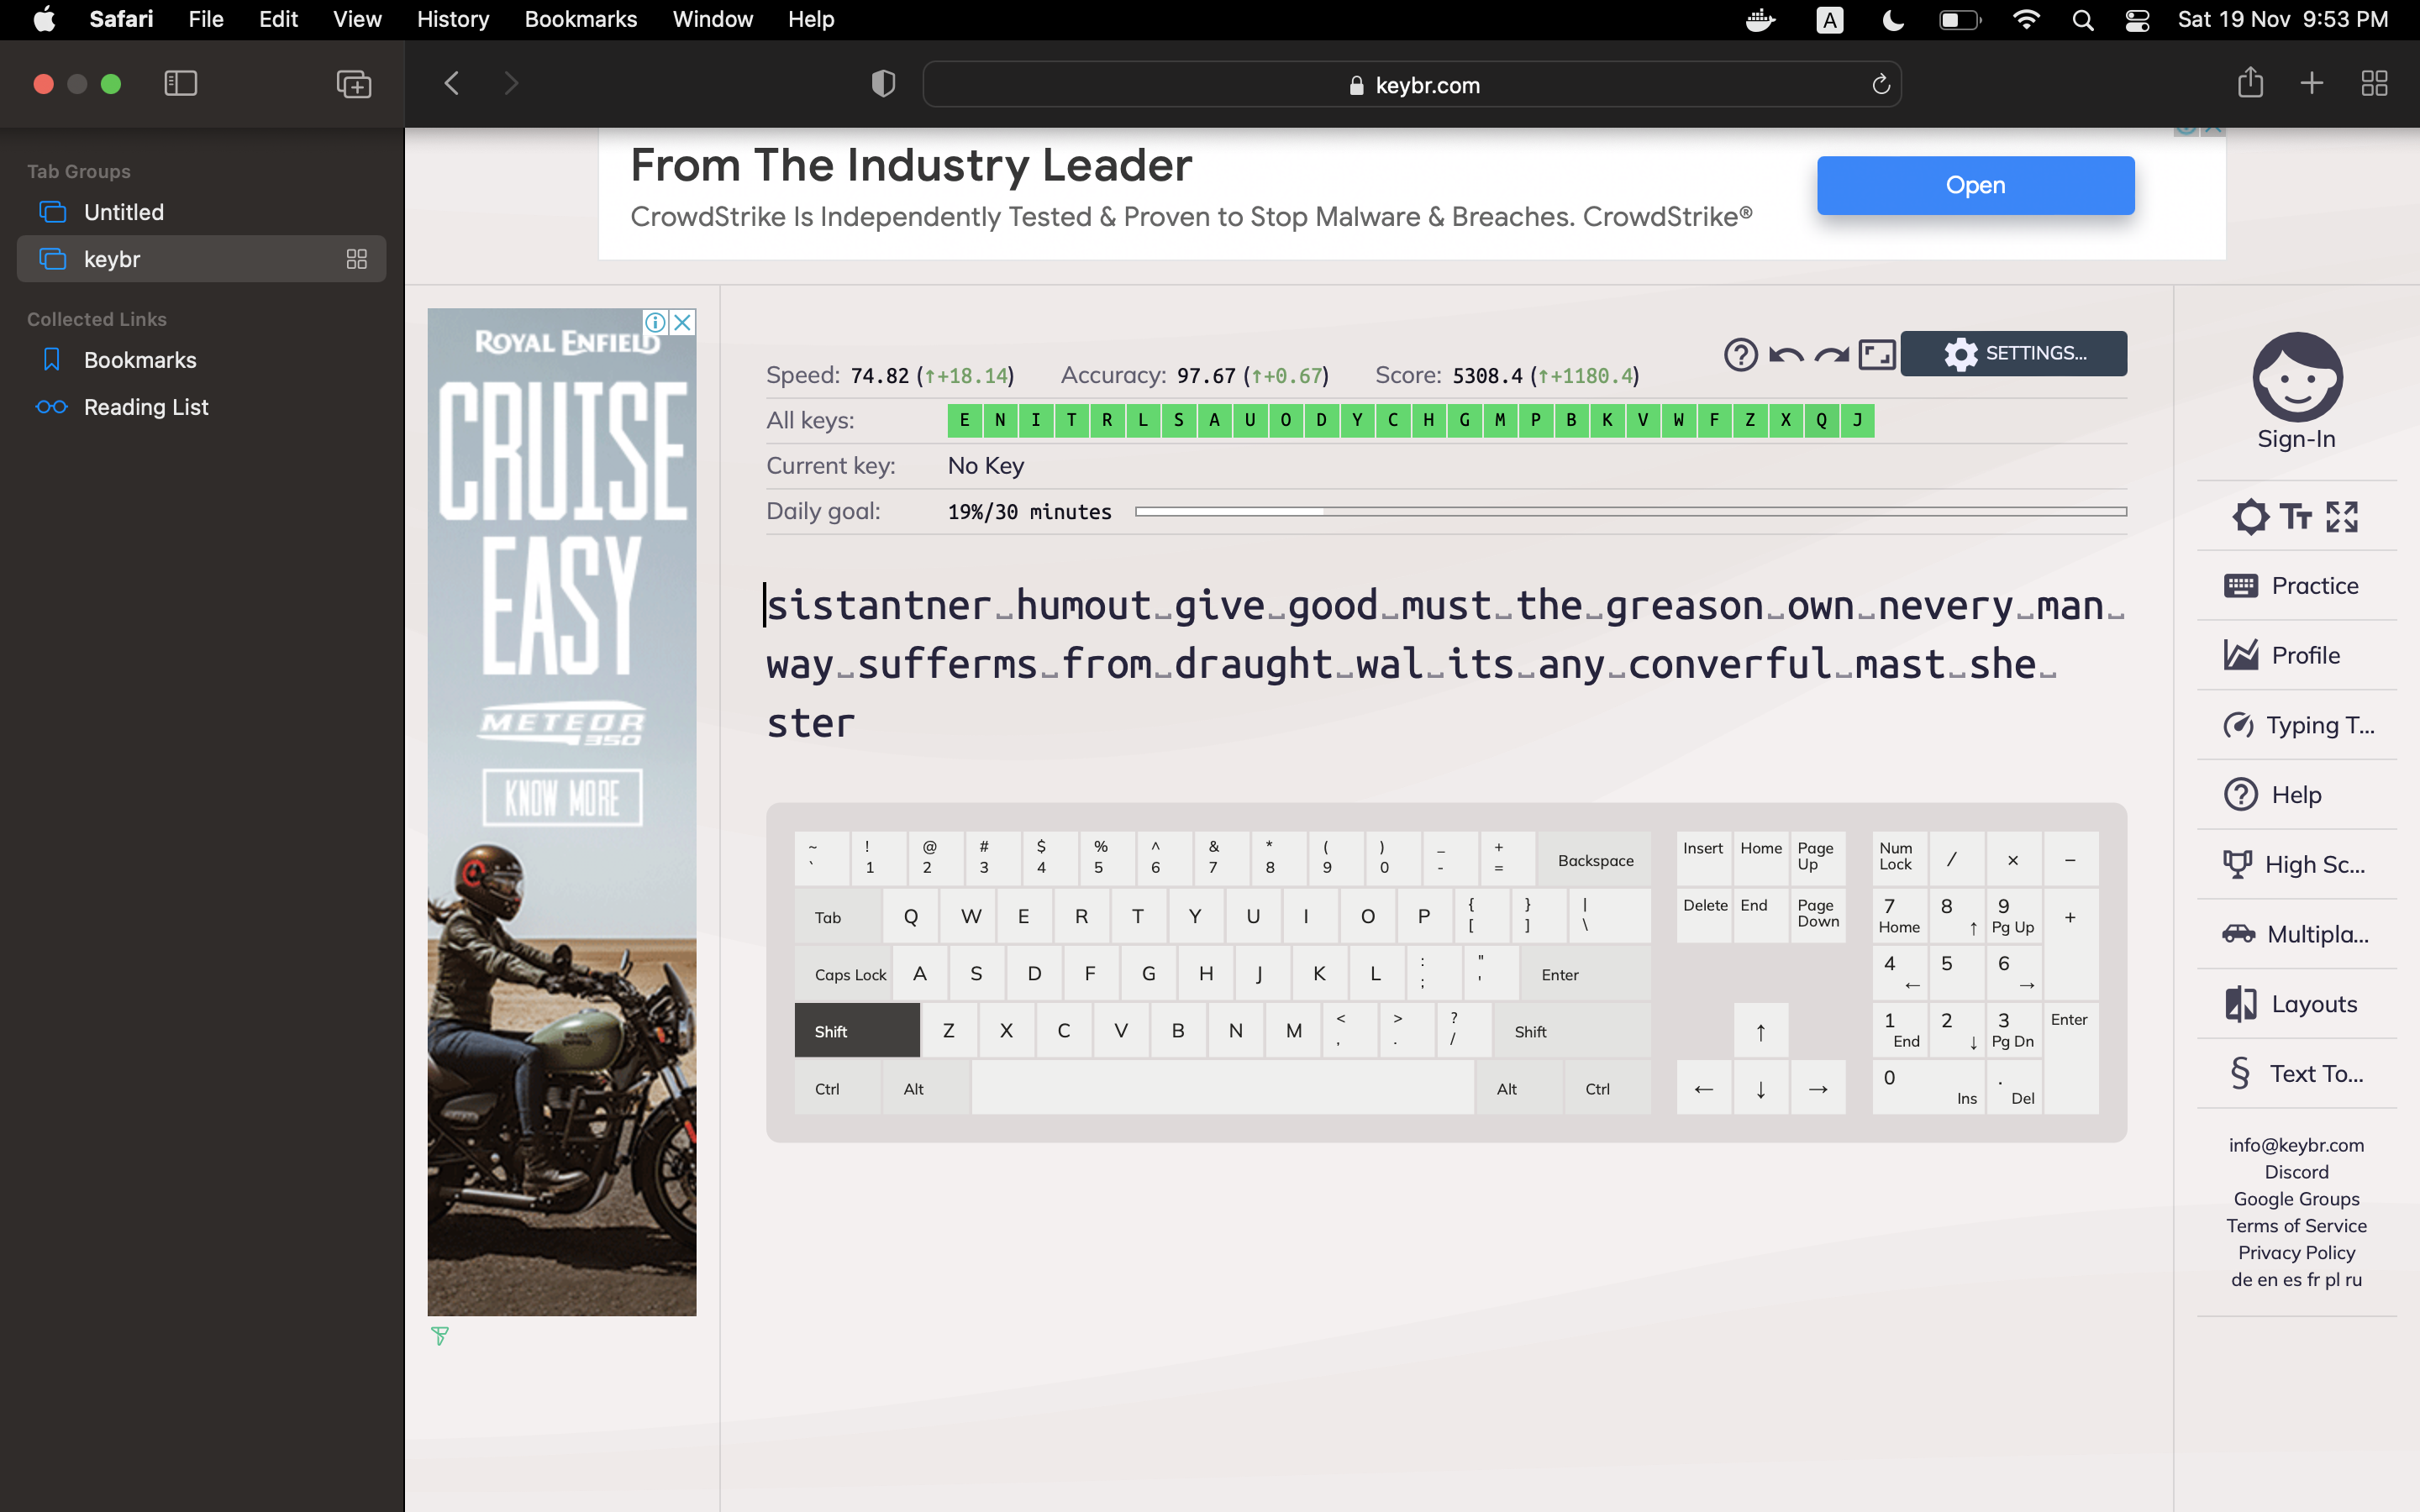 Safari File Edit View History Bookmarks Window Help
A
Sat 19 Nov 9:53 PM
keybr.com
Tab Groups
Untitled
keybr
Collected Links
Bookmarks
Reading List
From The Industry Leader
CrowdStrike Is Independently Tested & Proven to Stop Malware & Breaches. CrowdStrike®
Open
ROYAL ENFIELD
CRUISE
EASY
METEOR
350
KNOW MORE
Speed: 74.82 (↑+18.14) Accuracy: 97.67 (↑+0.67) Score: 5308.4 (↑+1180.4)
SETTINGS...
All keys: E N I T R L S A U O D Y C H G M P B K V W F Z X Q J
Current key: No Key
Daily goal: 19%/30 minutes
sistantner␣humout␣give␣good␣must␣the␣greason␣own␣nevery␣man␣
way␣sufferms␣from␣draught␣wal␣its␣any␣converful␣mast␣she␣
ster
~ ! @ # $ % ^ & * ( ) _ +
` 1 2 3 4 5 6 7 8 9 0 - = Backspace
Tab Q W E R T Y U I O P { [ } ] | \
Caps Lock A S D F G H J K L : ; " ' Enter
Shift Z X C V B N M < , > . ? / Shift
Ctrl Alt Alt Ctrl
Insert Home Page Up
Delete End Page Down
↑
← ↓ →
Num Lock / × −
7 Home 8 ↑ 9 Pg Up +
4 ← 5 6 →
1 End 2 ↓ 3 Pg Dn Enter
0 Ins . Del
Sign-In
Practice
Profile
Typing T...
Help
High Sc...
Multipla...
Layouts
§ Text To...
info@keybr.com
Discord
Google Groups
Terms of Service
Privacy Policy
de en es fr pl ru